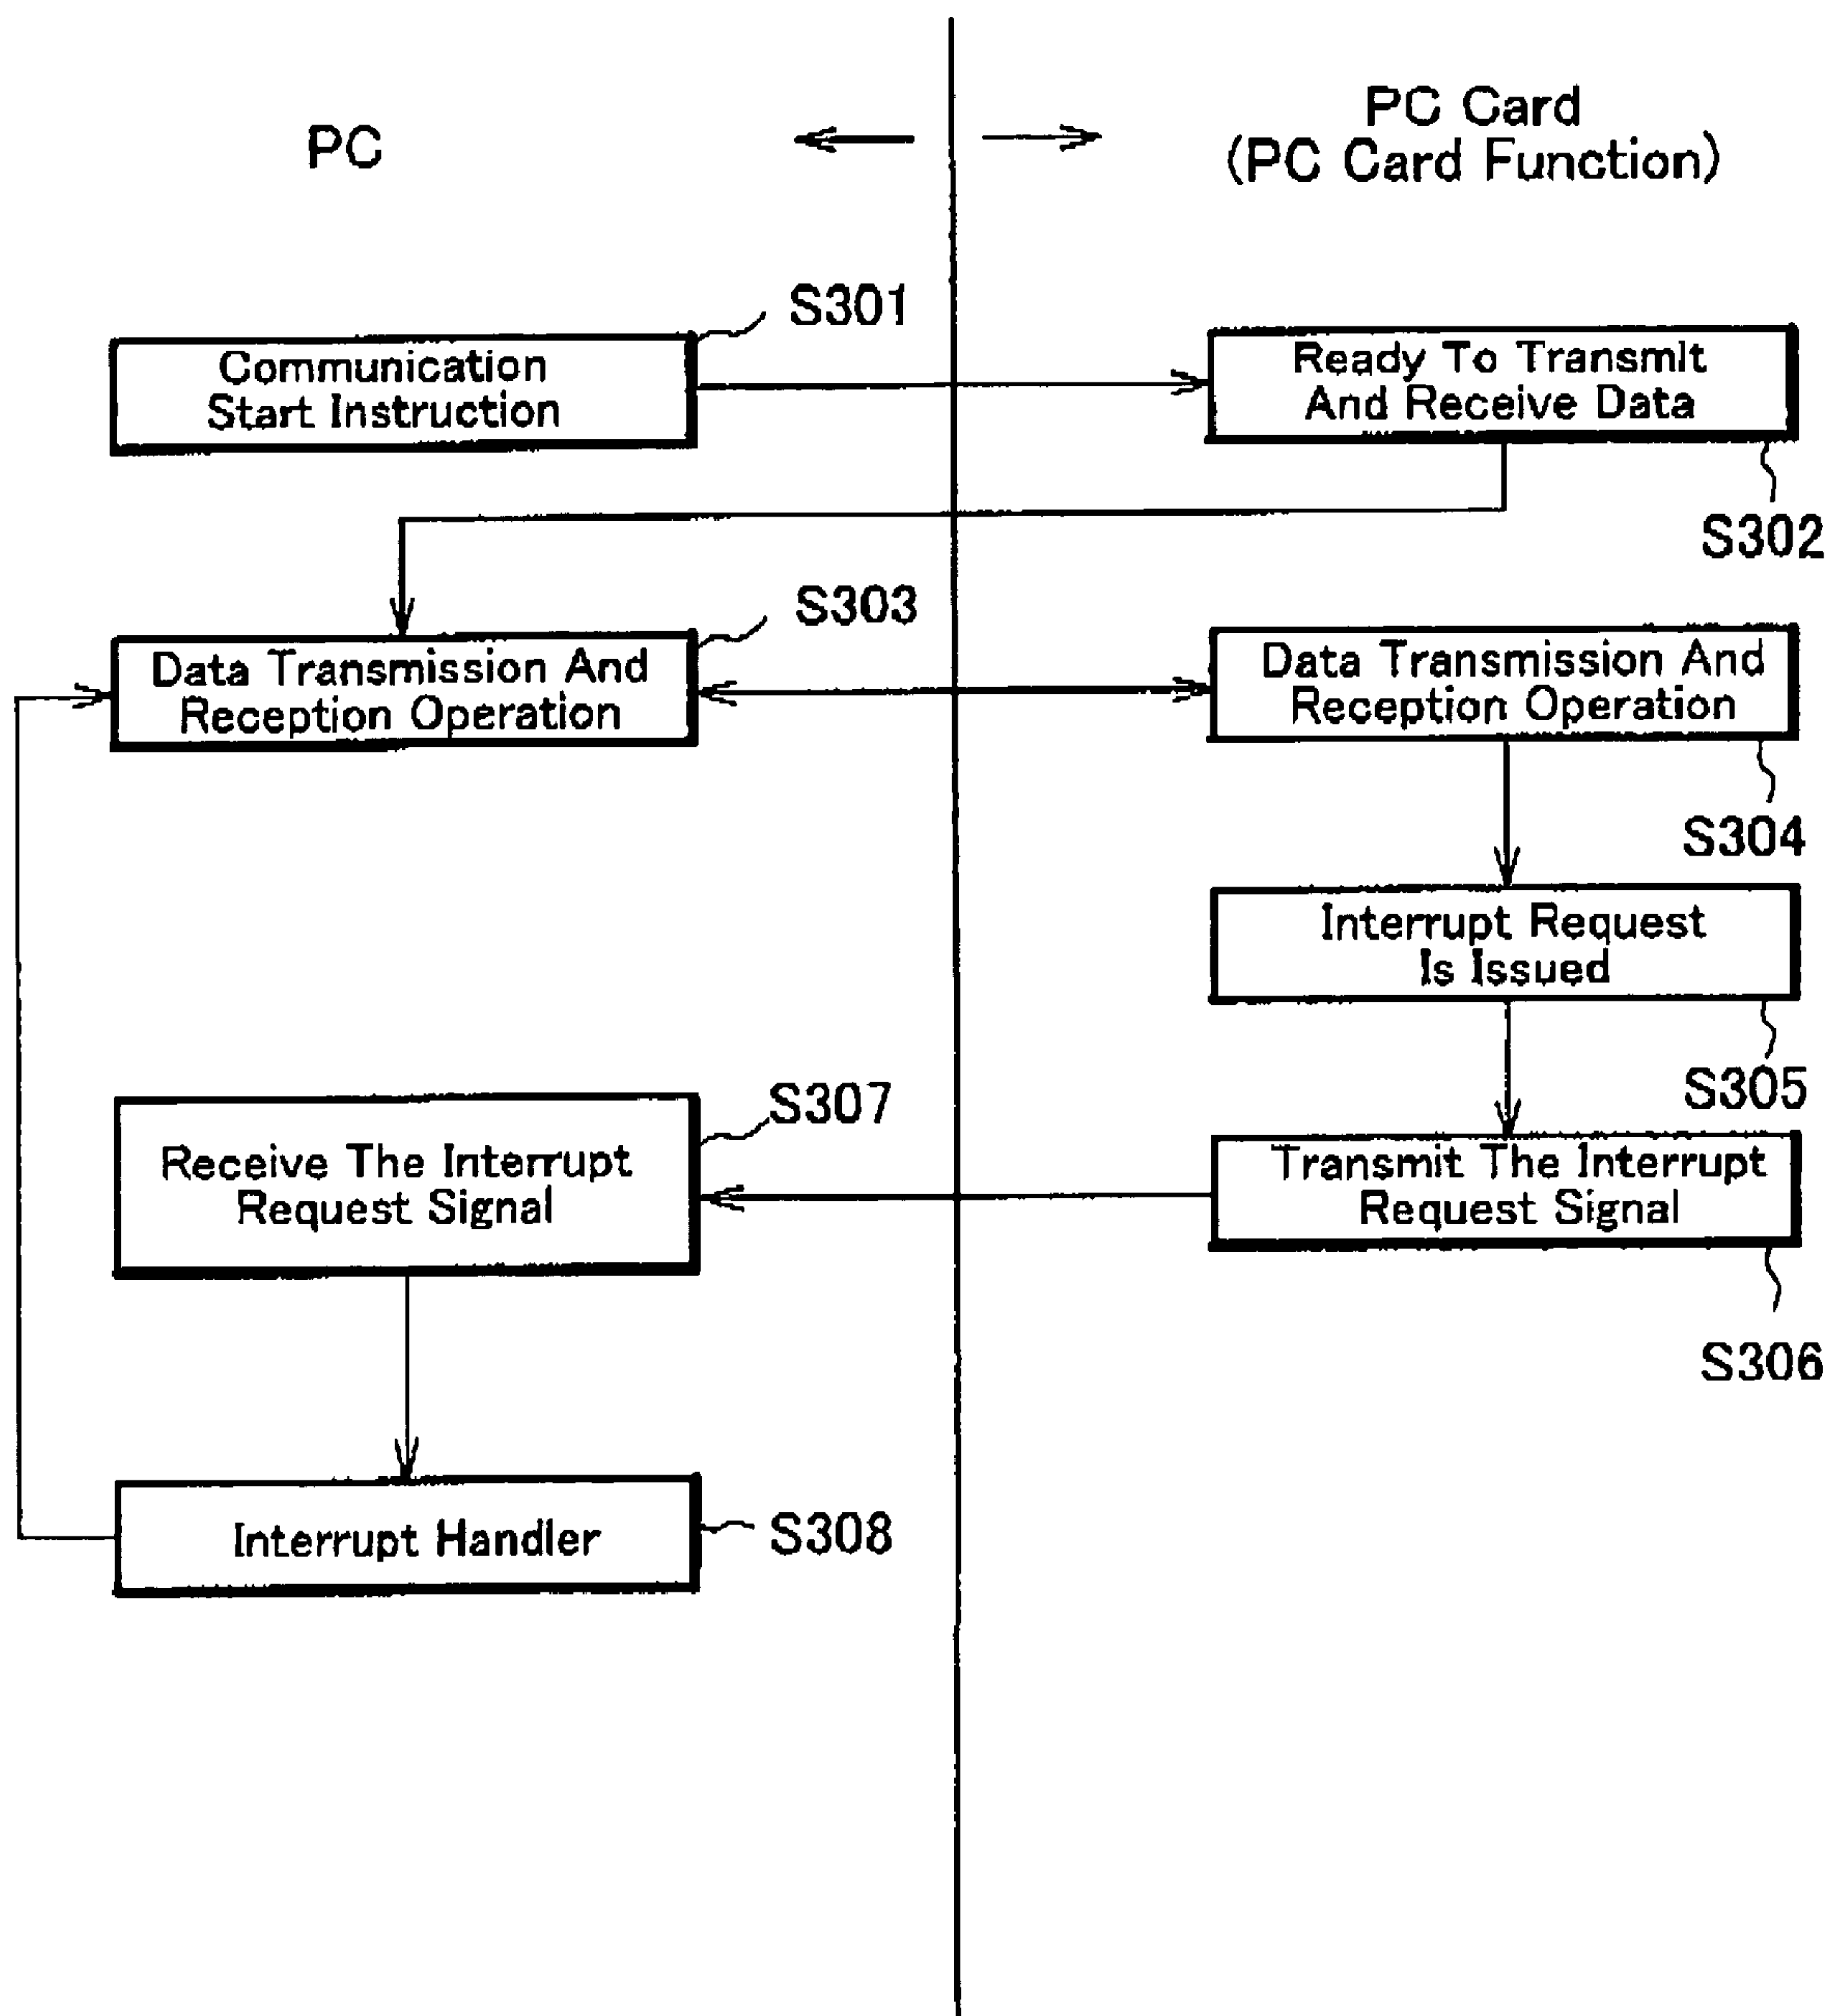 PC
PC Card
(PC Card Function)
S301
Communication
Start Instruction
Ready To Transmit
And Receive Data
S302
S303
Data Transmission And
Reception Operation
Data Transmission And
Reception Operation
S304
Interrupt Request
Is Issued
S305
S307
Receive The Interrupt
Request Signal
Transmit The Interrupt
Request Signal
S306
Interrupt Handler
S308